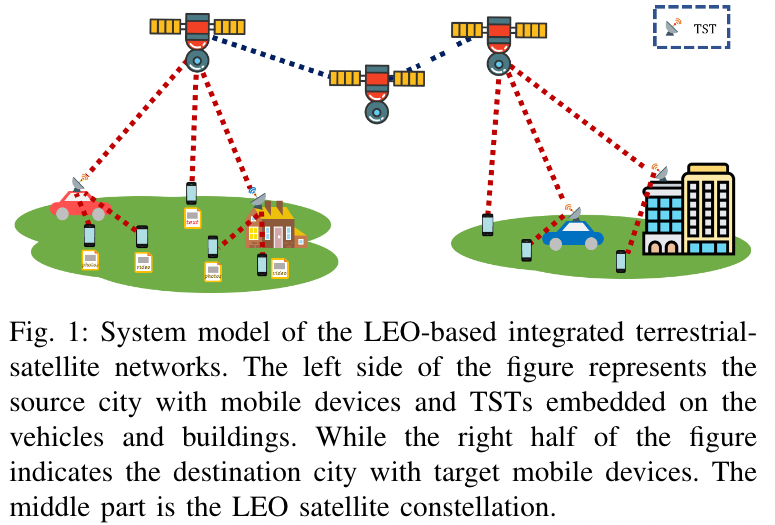 TST
text
photos
video
photos
video
Fig. 1: System model of the LEO-based integrated terrestrial-
satellite networks. The left side of the figure represents the
source city with mobile devices and TSTs embedded on the
vehicles and buildings. While the right half of the figure
indicates the destination city with target mobile devices. The
middle part is the LEO satellite constellation.